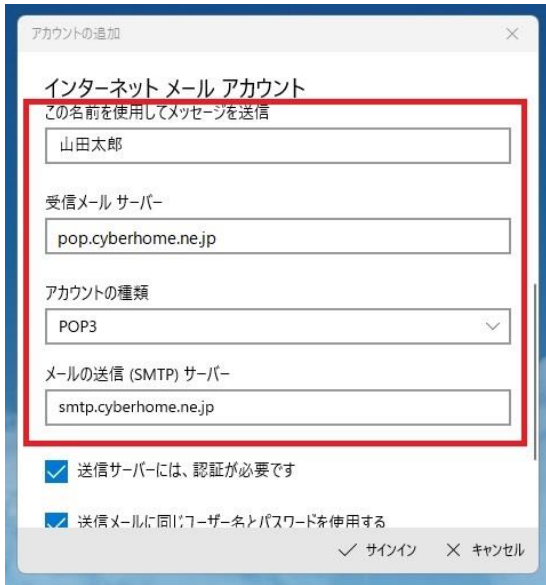 アカウントの追加
インターネット メール アカウント
この名前を使用してメッセージを送信
山田太郎
受信メール サーバー
pop.cyberhome.ne.jp
アカウントの種類
POP3
メールの送信 (SMTP) サーバー
smtp.cyberhome.ne.jp
送信サーバーには、認証が必要です
送信メールに同じユーザー名とパスワードを使用する
サインイン キャンセル